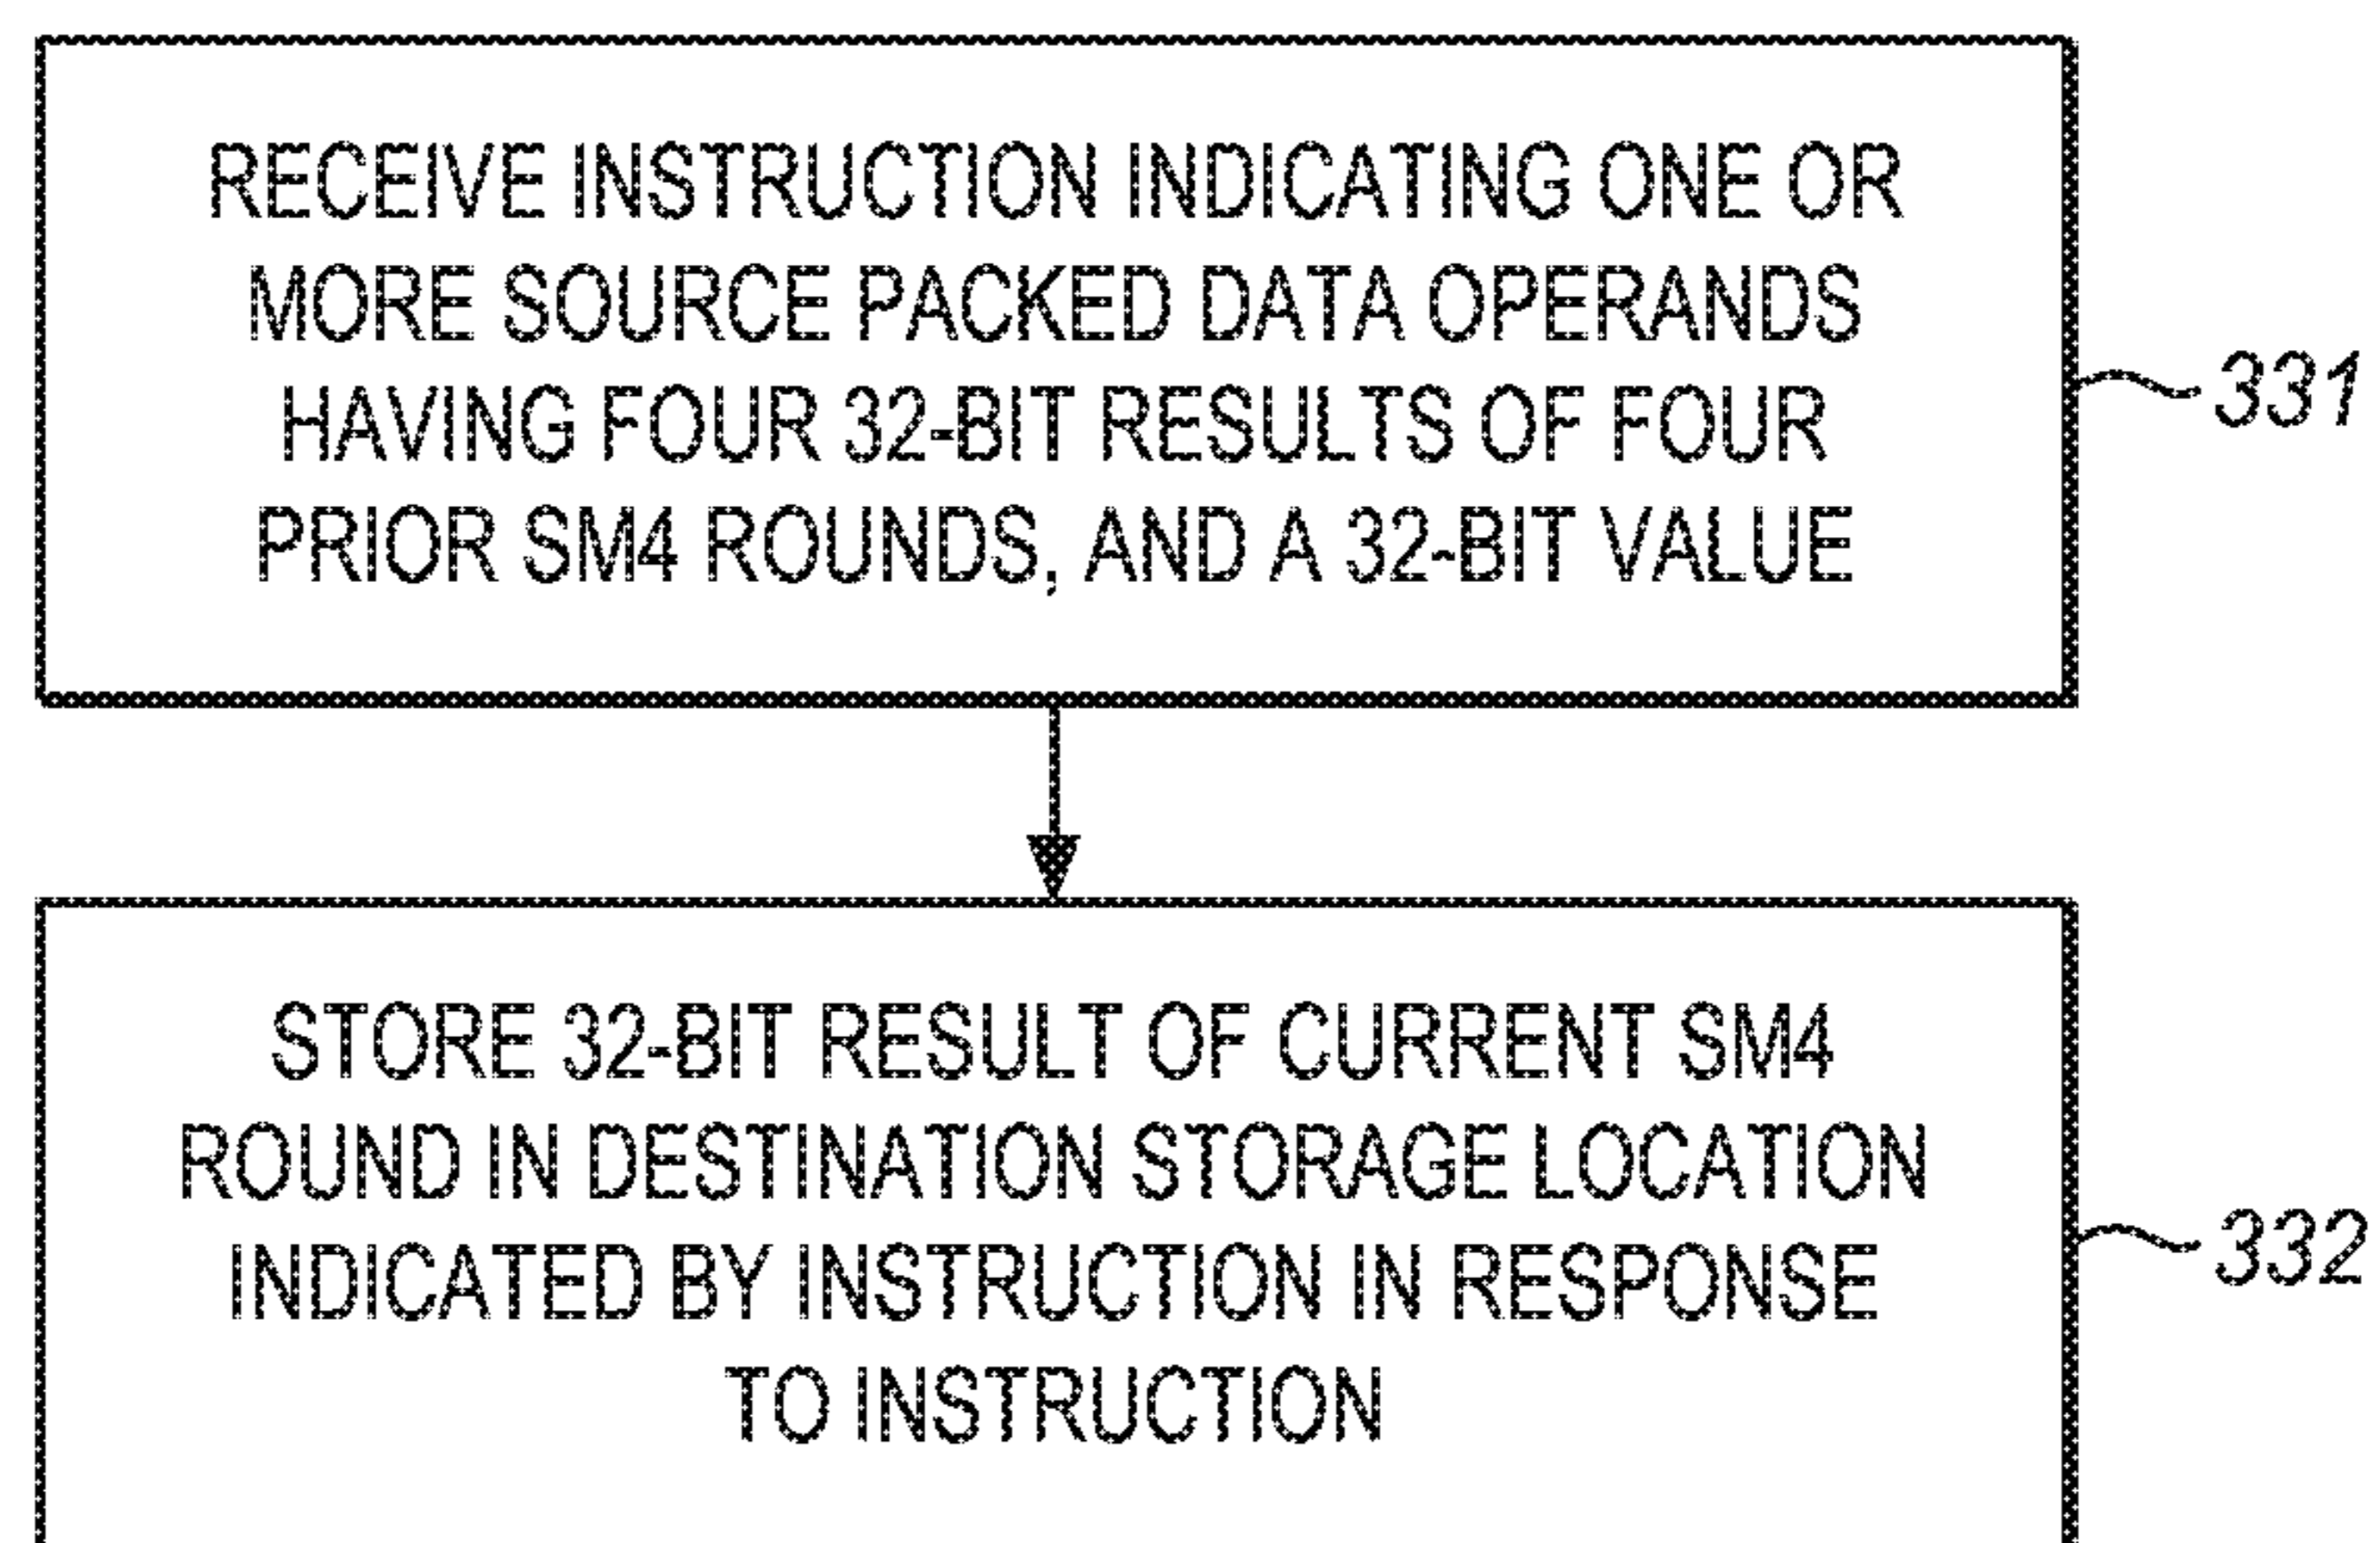 RECEIVE INSTRUCTION INDICATING ONE OR
MORE SOURCE PACKED DATA OPERANDS
HAVING FOUR 32-BIT RESULTS OF FOUR
PRIOR SM4 ROUNDS, AND A 32-BIT VALUE
331
STORE 32-BIT RESULT OF CURRENT SM4
ROUND IN DESTINATION STORAGE LOCATION
INDICATED BY INSTRUCTION IN RESPONSE
TO INSTRUCTION
332